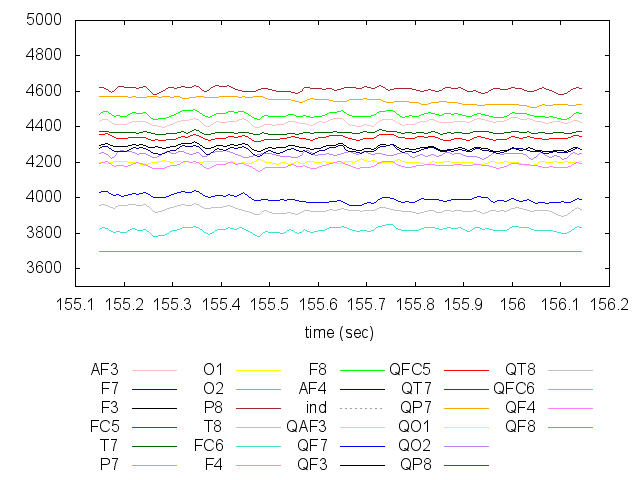 5000
4800
4600
4400
4200
4000
3800
3600
155.1 155.2 155.3 155.4 155.5 155.6 155.7 155.8 155.9 156 156.1 156.2
time (sec)
AF3 O1 F8 QFC5 QT8
F7 O2 AF4 QT7 QFC6
F3 P8 ind QP7 QF4
FC5 T8 QAF3 QO1 QF8
T7 FC6 QF7 QO2
P7 F4 QF3 QP8